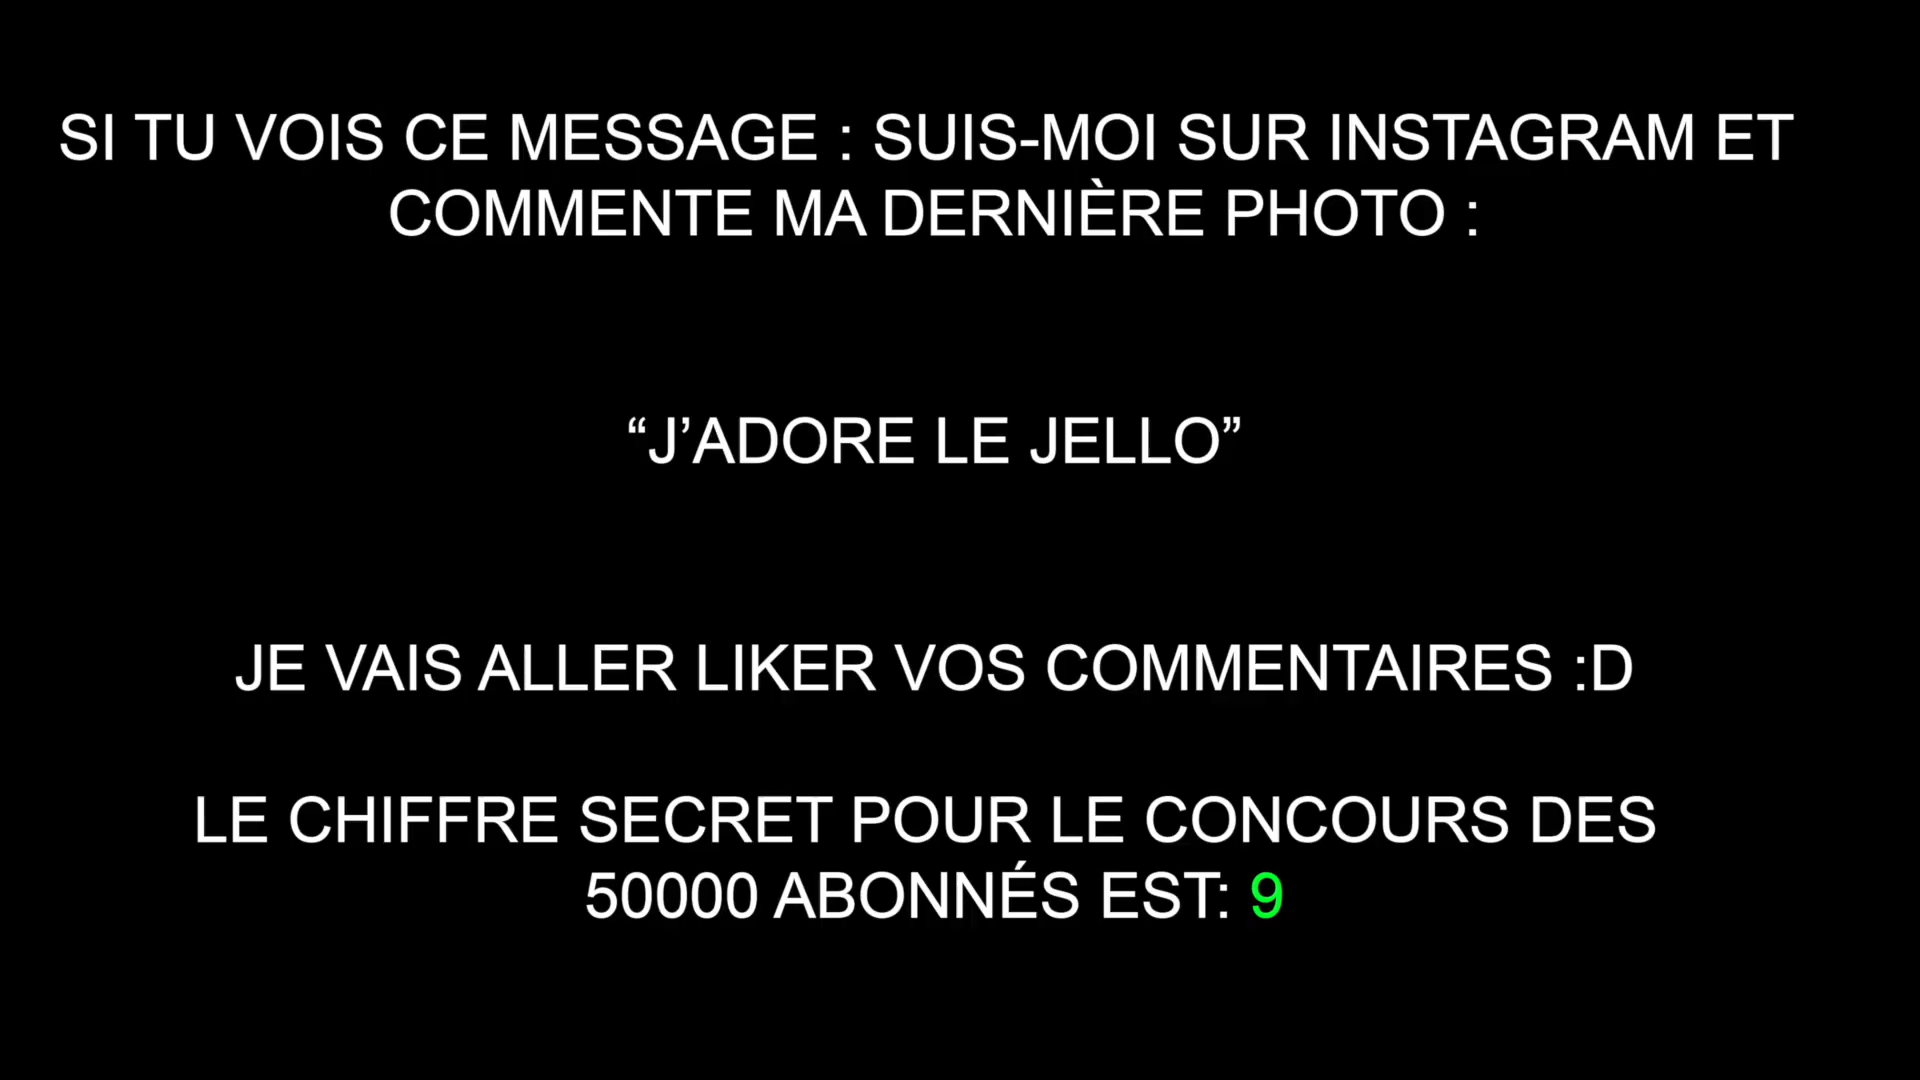 SI TU VOIS CE MESSAGE : SUIS-MOI SUR INSTAGRAM ET
COMMENTE MA DERNIÈRE PHOTO :
“J’ADORE LE JELLO”
JE VAIS ALLER LIKER VOS COMMENTAIRES :D
LE CHIFFRE SECRET POUR LE CONCOURS DES
50000 ABONNÉS EST: 9